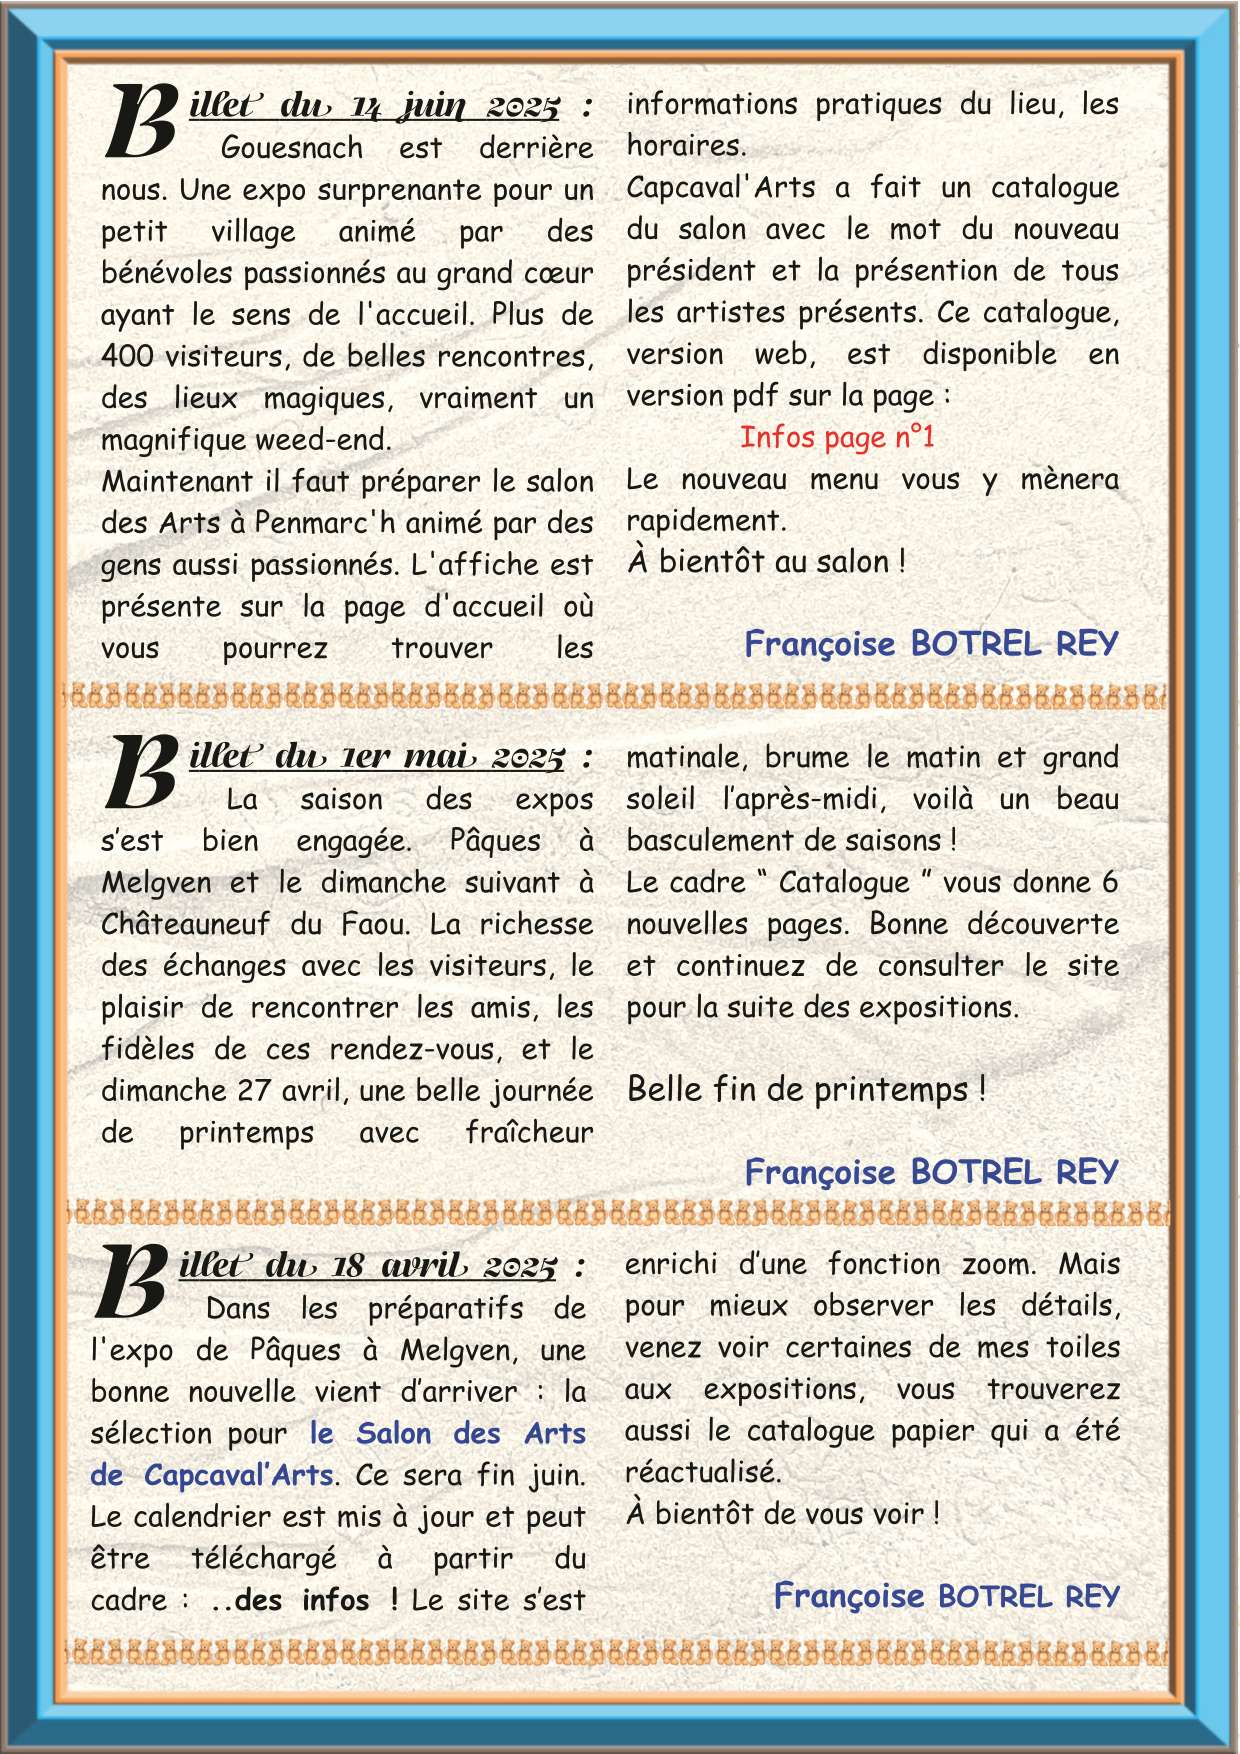 Billet du 14 juin 2025 :
Gouesnach est derrière
nous. Une expo surprenante pour un
petit village animé par des
bénévoles passionnés au grand cœur
ayant le sens de l'accueil. Plus de
400 visiteurs, de belles rencontres,
des lieux magiques, vraiment un
magnifique weed-end.
Maintenant il faut préparer le salon
des Arts à Penmarc'h animé par des
gens aussi passionnés. L'affiche est
présente sur la page d'accueil où
vous pourrez trouver les
informations pratiques du lieu, les
horaires.
Capcaval'Arts a fait un catalogue
du salon avec le mot du nouveau
président et la présention de tous
les artistes présents. Ce catalogue,
version web, est disponible en
version pdf sur la page :
Infos page n°1
Le nouveau menu vous y mènera
rapidement.
À bientôt au salon !
Françoise BOTREL REY
Billet du 1er mai 2025 :
La saison des expos
s’est bien engagée. Pâques à
Melgven et le dimanche suivant à
Châteauneuf du Faou. La richesse
des échanges avec les visiteurs, le
plaisir de rencontrer les amis, les
fidèles de ces rendez-vous, et le
dimanche 27 avril, une belle journée
de printemps avec fraîcheur
matinale, brume le matin et grand
soleil l’après-midi, voilà un beau
basculement de saisons !
Le cadre “ Catalogue ” vous donne 6
nouvelles pages. Bonne découverte
et continuez de consulter le site
pour la suite des expositions.
Belle fin de printemps !
Françoise BOTREL REY
Billet du 18 avril 2025 :
Dans les préparatifs de
l'expo de Pâques à Melgven, une
bonne nouvelle vient d’arriver : la
sélection pour le Salon des Arts
de Capcaval’Arts. Ce sera fin juin.
Le calendrier est mis à jour et peut
être téléchargé à partir du
cadre : ..des infos ! Le site s’est
enrichi d’une fonction zoom. Mais
pour mieux observer les détails,
venez voir certaines de mes toiles
aux expositions, vous trouverez
aussi le catalogue papier qui a été
réactualisé.
À bientôt de vous voir !
Françoise BOTREL REY